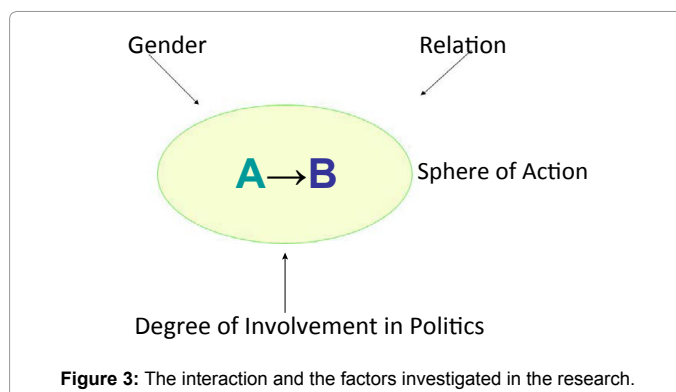 Gender
Relation
A→B
Sphere of Action
Degree of Involvement in Politics
Figure 3: The interaction and the factors investigated in the research.